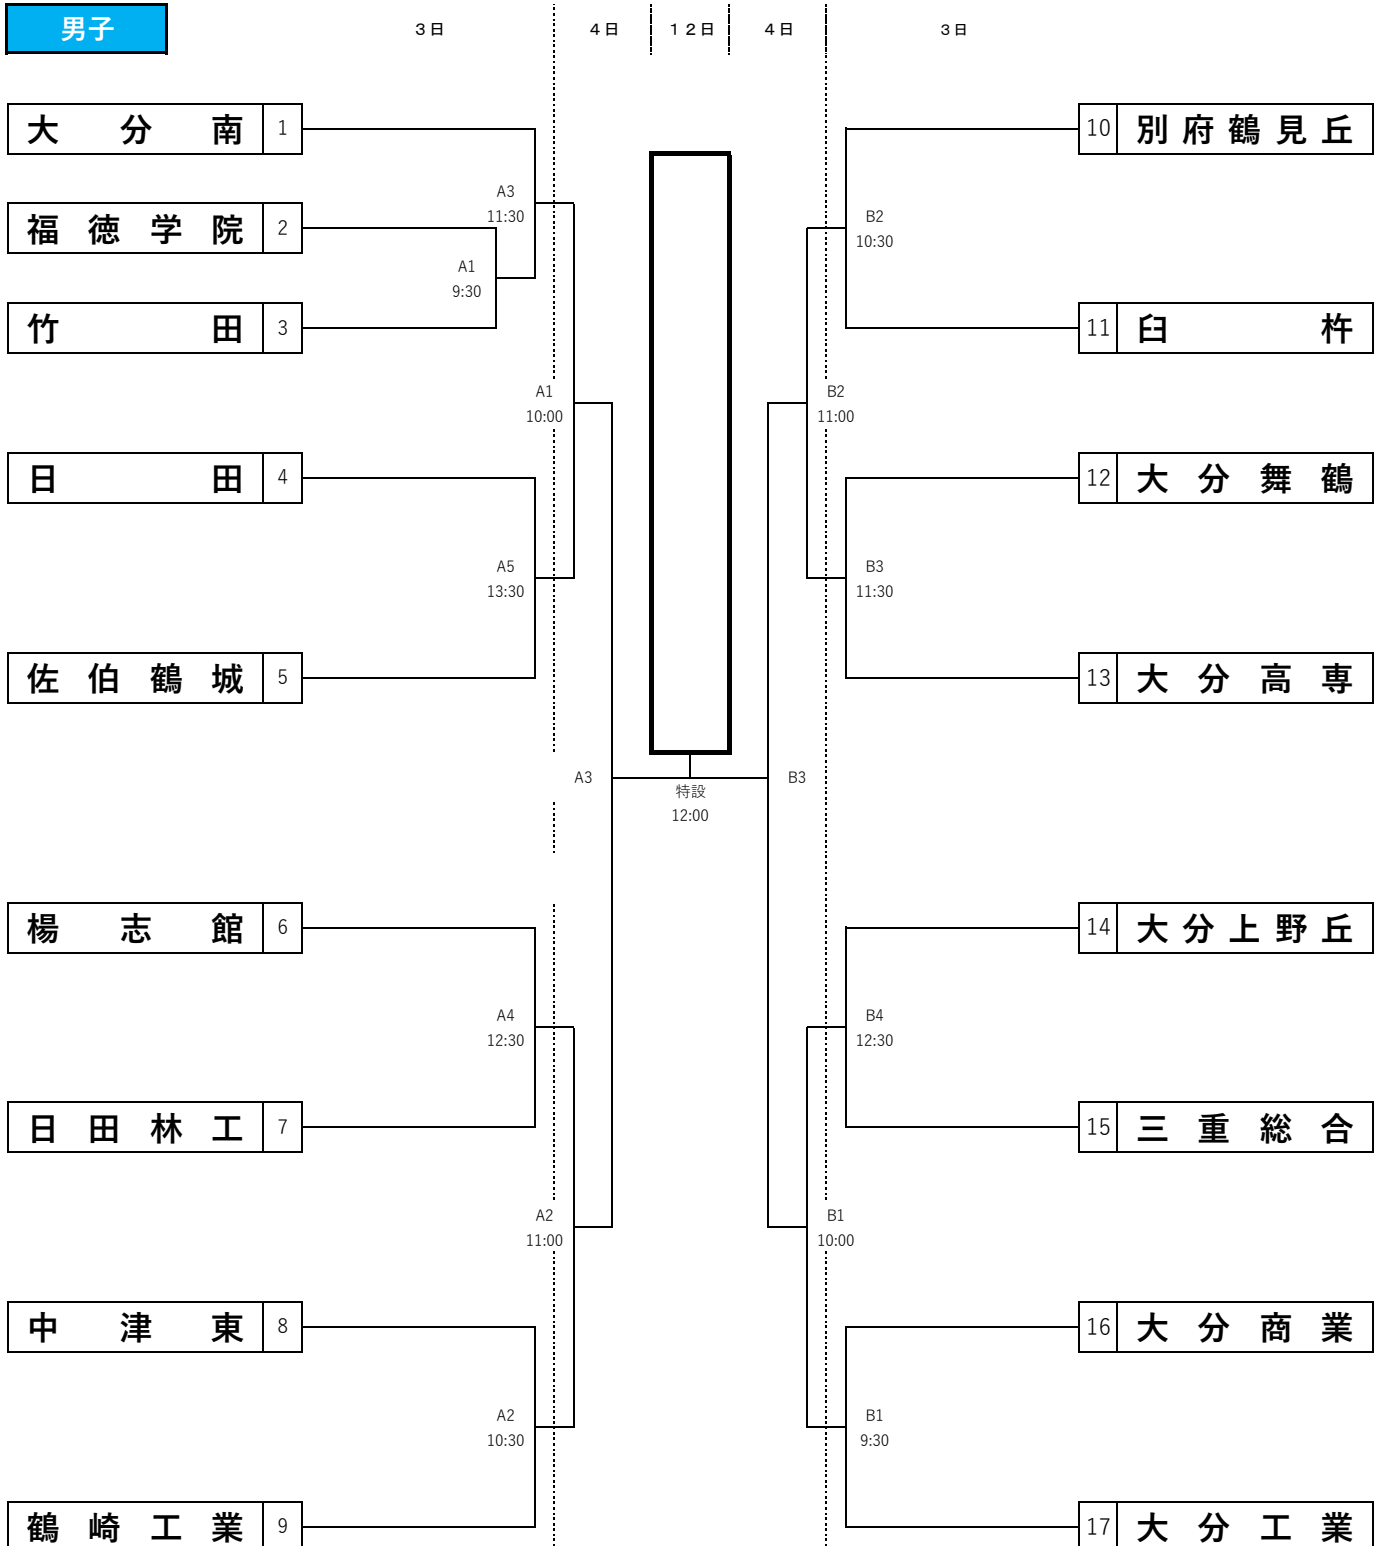 男子
３日 ４日 １２日 ４日 ３日
大分南 1
福徳学院 2
竹田 3
日田 4
佐伯鶴城 5
楊志館 6
日田林工 7
中津東 8
鶴崎工業 9
A3
11:30
A1
9:30
A1
10:00
A5
13:30
A3
A4
12:30
A2
11:00
A2
10:30
特設
12:00
10 別府鶴見丘
11 臼杵
12 大分舞鶴
13 大分高専
14 大分上野丘
15 三重総合
16 大分商業
17 大分工業
B2
10:30
B2
11:00
B3
11:30
B3
B4
12:30
B1
10:00
B1
9:30